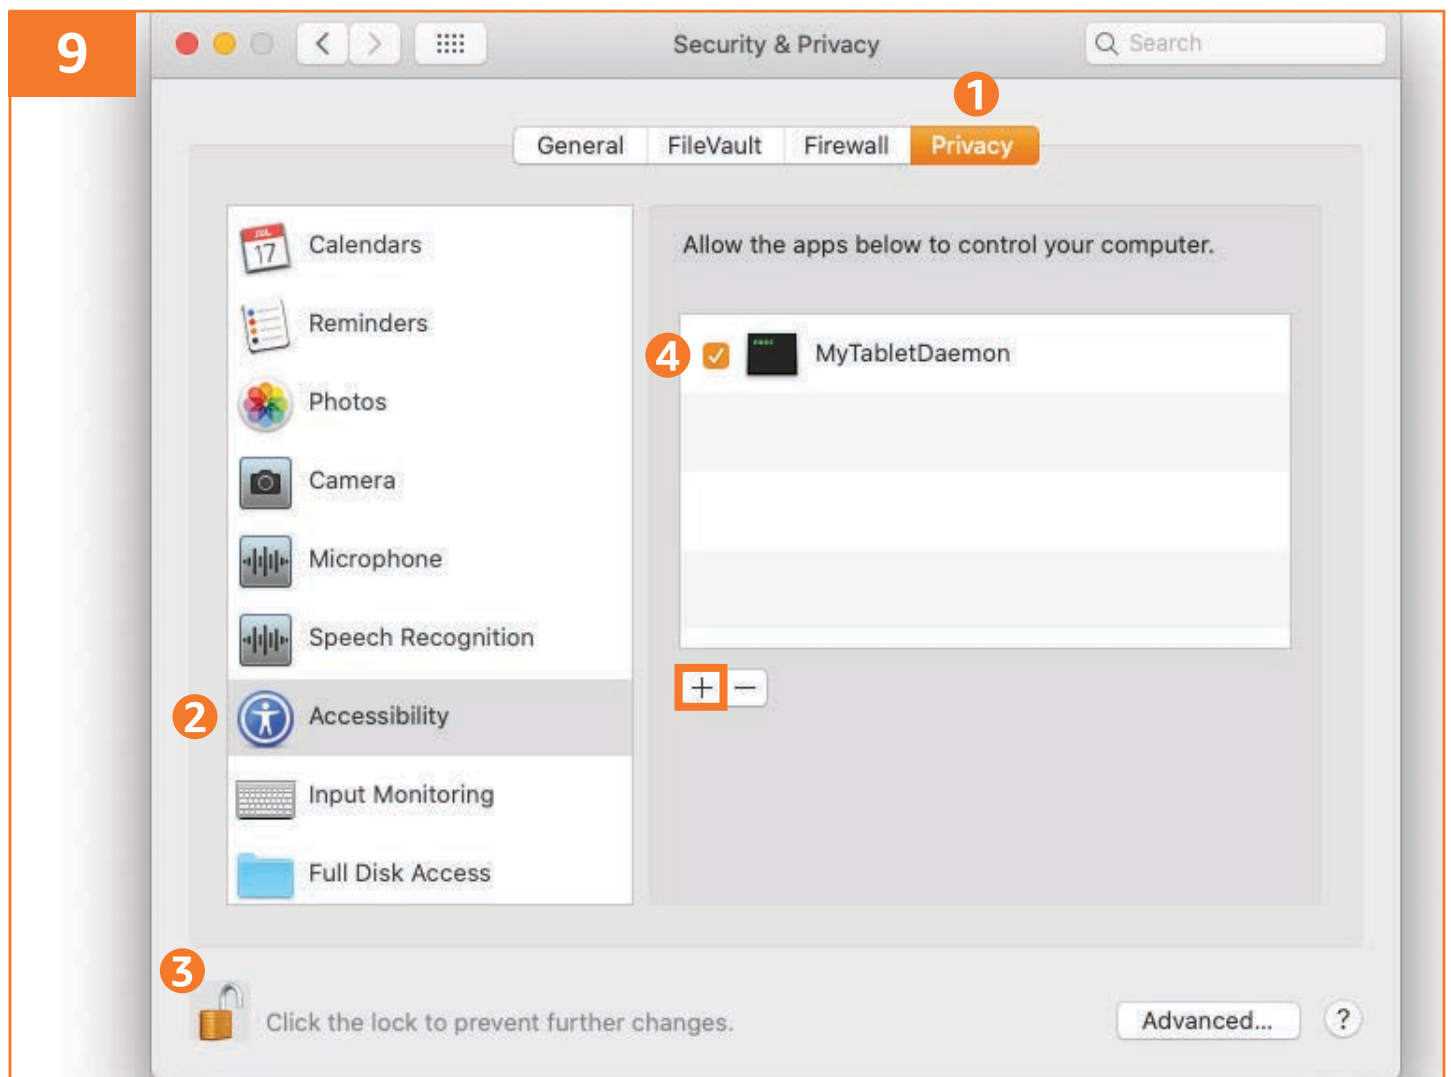 9
Security & Privacy
Search
1
General
FileVault
Firewall
Privacy
JUL
17
Calendars
Reminders
Photos
Camera
Microphone
Speech Recognition
2
Accessibility
Input Monitoring
Full Disk Access
Allow the apps below to control your computer.
4
MyTabletDaemon
+
−
3
Click the lock to prevent further changes.
Advanced...
?